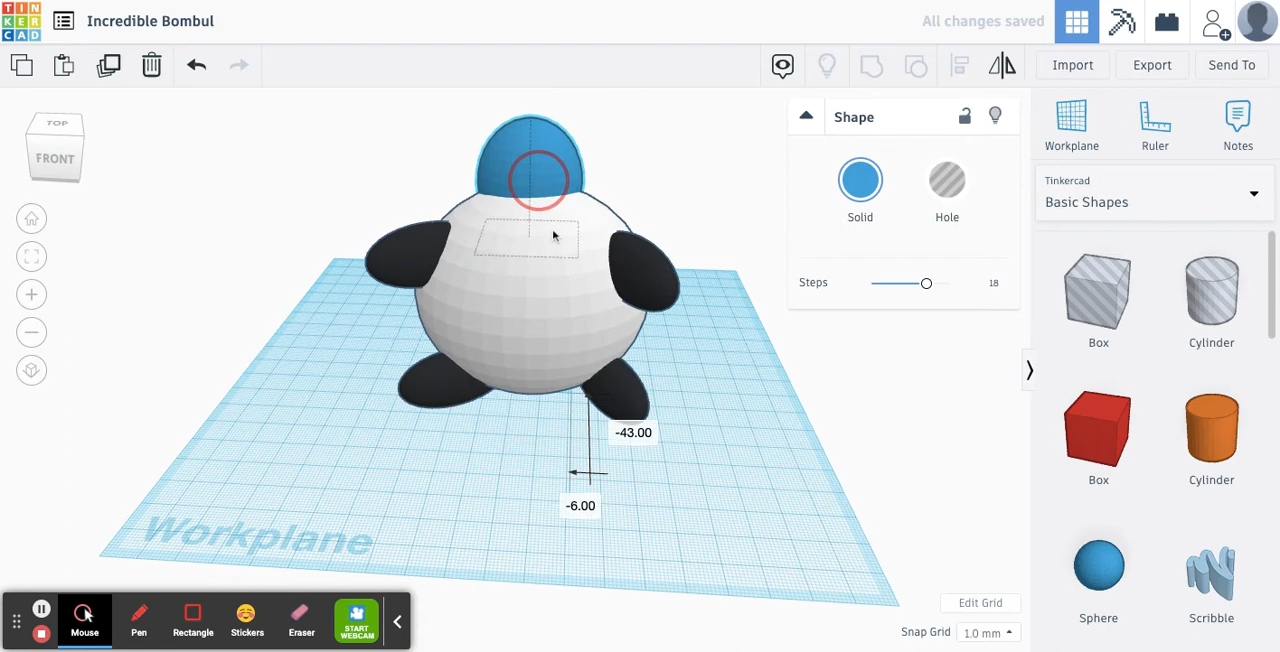 TIN
KER
CAD
Incredible Bombul
All changes saved
Import
Export
Send To
TOP
FRONT
Shape
Solid
Hole
Steps
18
Workplane
Ruler
Notes
Tinkercad
Basic Shapes
Box
Cylinder
Box
Cylinder
Sphere
Scribble
-43.00
-6.00
Workplane
Edit Grid
Snap Grid
1.0 mm
Mouse
Pen
Rectangle
Stickers
Eraser
START
WEBCAM